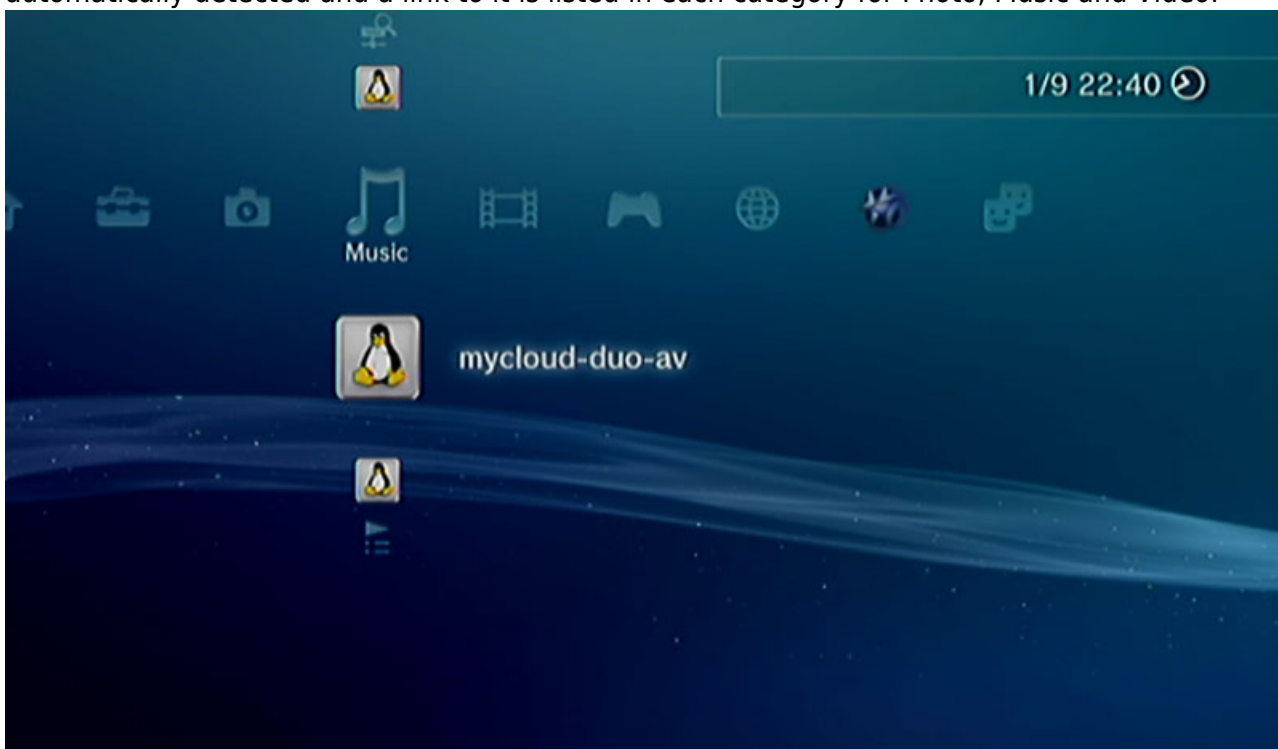 automatically detected and a link to it is listed in each category for Photo, Music and Video.
1/9 22:40
Music
mycloud-duo-av